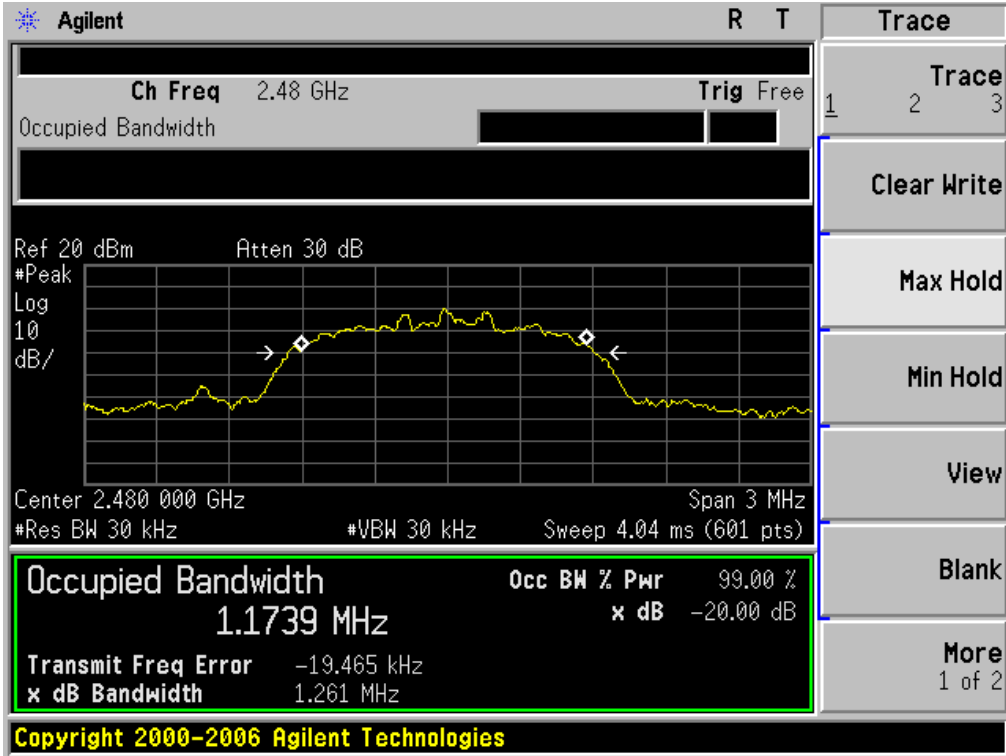 Agilent R T
Ch Freq 2.48 GHz Trig Free
Occupied Bandwidth
Ref 20 dBm Atten 30 dB
#Peak
Log
10
dB/
Center 2.480 000 GHz Span 3 MHz
#Res BW 30 kHz #VBW 30 kHz Sweep 4.04 ms (601 pts)
Occupied Bandwidth
1.1739 MHz
Occ BW % Pwr 99.00 %
x dB -20.00 dB
Transmit Freq Error -19.465 kHz
x dB Bandwidth 1.261 MHz
Copyright 2000-2006 Agilent Technologies
Trace
Trace
1 2 3
Clear Write
Max Hold
Min Hold
View
Blank
More
1 of 2